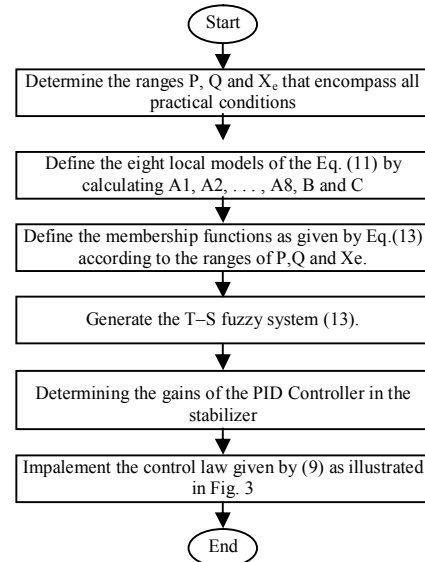 Start
Determine the ranges P, Q and Xₑ that encompass all
practical conditions
Define the eight local models of the Eq. (11) by
calculating A1, A2, . . . , A8, B and C
Define the membership functions as given by Eq.(13)
according to the ranges of P,Q and Xe.
Generate the T–S fuzzy system (13).
Determining the gains of the PID Controller in the
stabilizer
Impalement the control law given by (9) as illustrated
in Fig. 3
End